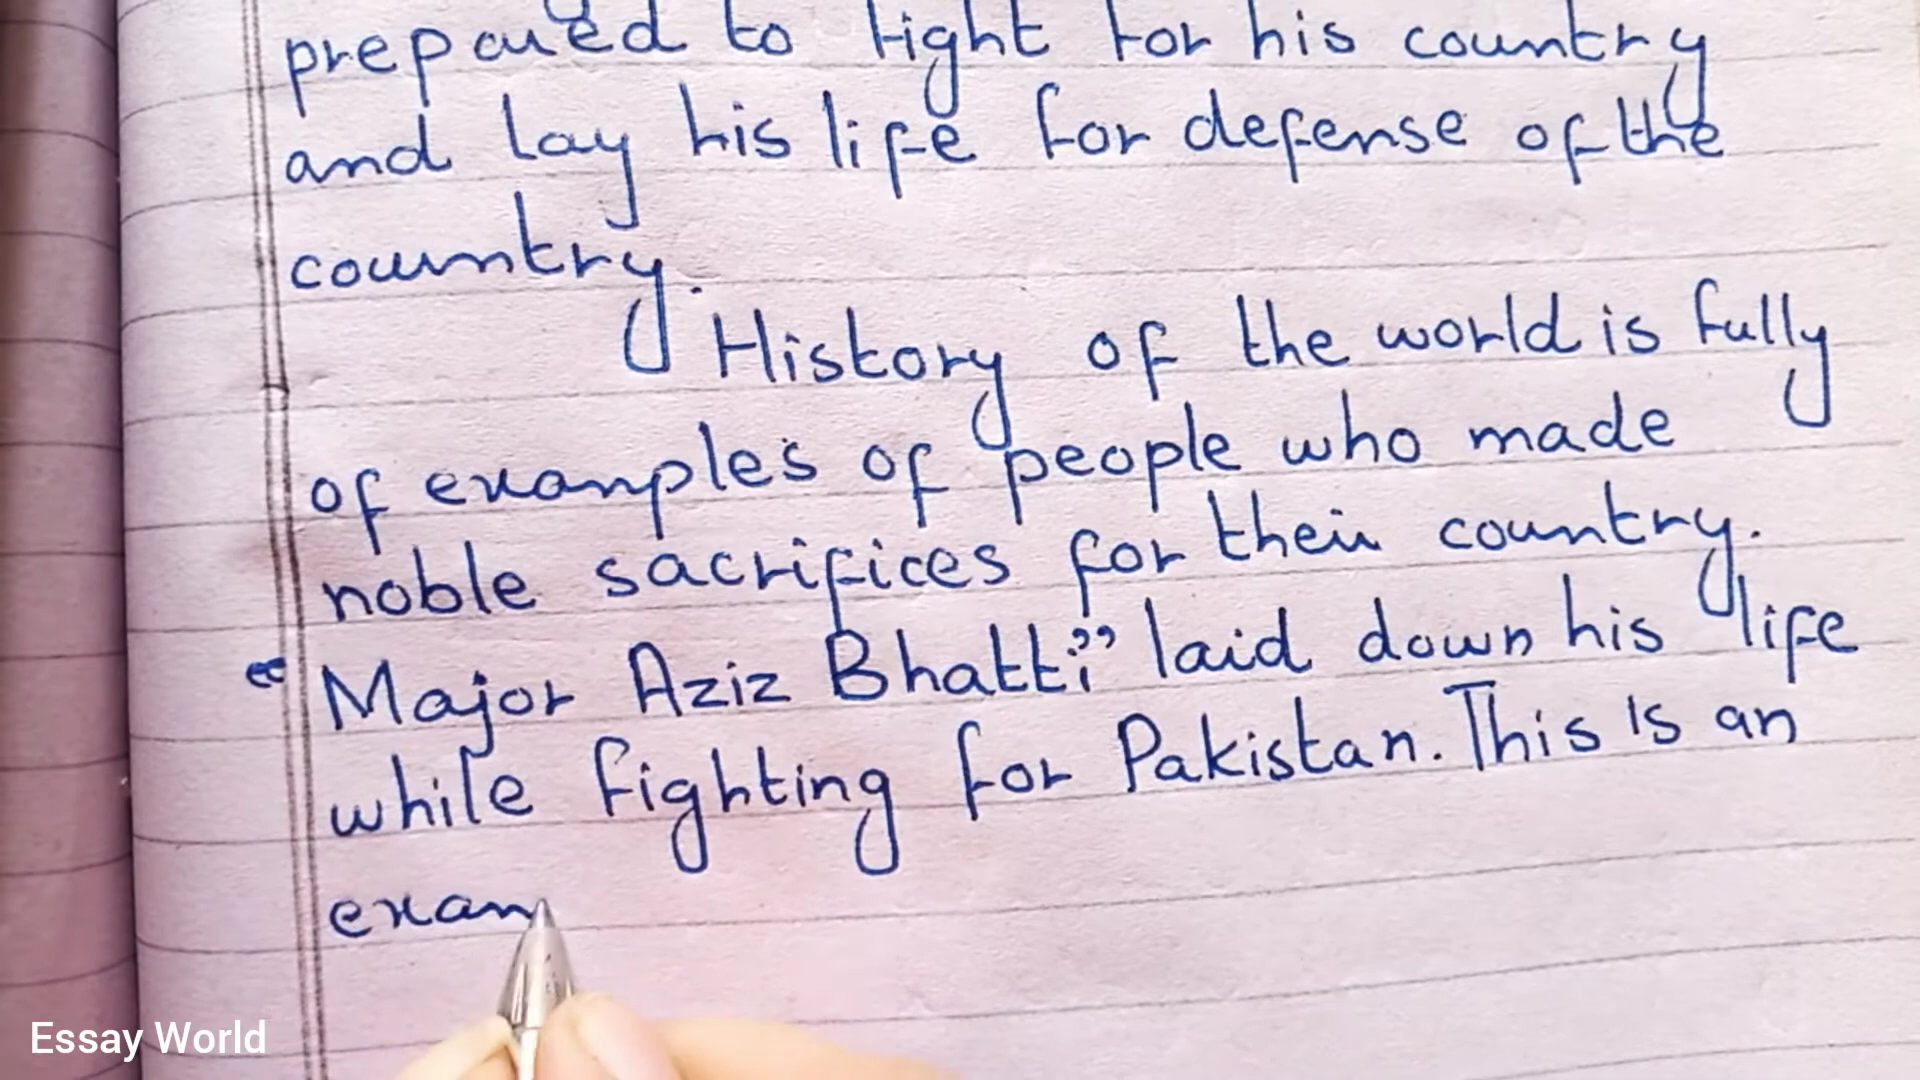 prepared to fight for his country
and lay his life for defense of the
country.
History of the world is fully
of examples of people who made
noble sacrifices for their country.
"Major Aziz Bhatti" laid down his life
while fighting for Pakistan. This is an
exam
Essay World